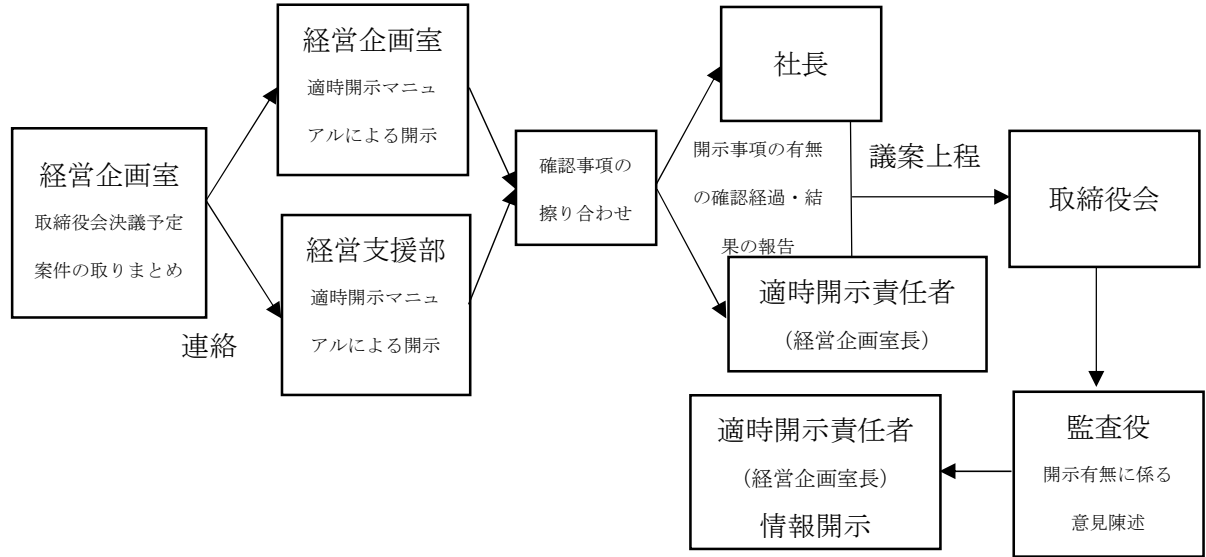 経営企画室
取締役会決議予定
案件の取りまとめ
連絡
経営企画室
適時開示マニュ
アルによる開示
経営支援部
適時開示マニュ
アルによる開示
確認事項の
擦り合わせ
社長
開示事項の有無
の確認経過・結
果の報告
適時開示責任者
（経営企画室長）
議案上程
取締役会
監査役
開示有無に係る
意見陳述
適時開示責任者
（経営企画室長）
情報開示